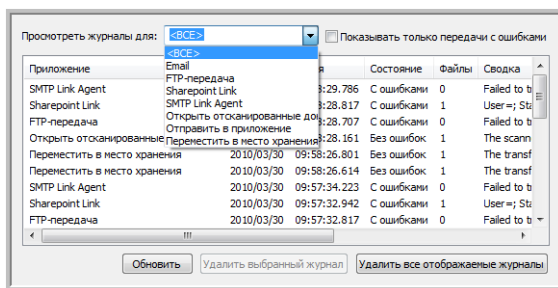 Просмотреть журналы для: <ВСЕ> Показывать только передачи с ошибками
<ВСЕ>
Email
FTP-передача
Sharepoint Link
SMTP Link Agent
Открыть отсканированные
Отправить в приложение
Переместить в место хранения
Приложение Состояние Файлы Сводка
SMTP Link Agent :29.786 С ошибками 0 Failed to
Sharepoint Link :28.817 С ошибками 1 User=;
FTP-передача :28.707 С ошибками 0 Failed to
Открыть отсканированные :28.161 Без ошибок 1 The scann
Переместить в место хранения 2010/03/30 09:58:26.801 Без ошибок 1 The transf
Переместить в место хранения 2010/03/30 09:58:26.614 Без ошибок 1 The transf
SMTP Link Agent 2010/03/30 09:57:34.223 С ошибками 0 Failed to
Sharepoint Link 2010/03/30 09:57:32.942 С ошибками 1 User=;
FTP-передача 2010/03/30 09:57:32.817 С ошибками 0 Failed to
Обновить Удалить выбранный журнал Удалить все отображаемые журналы